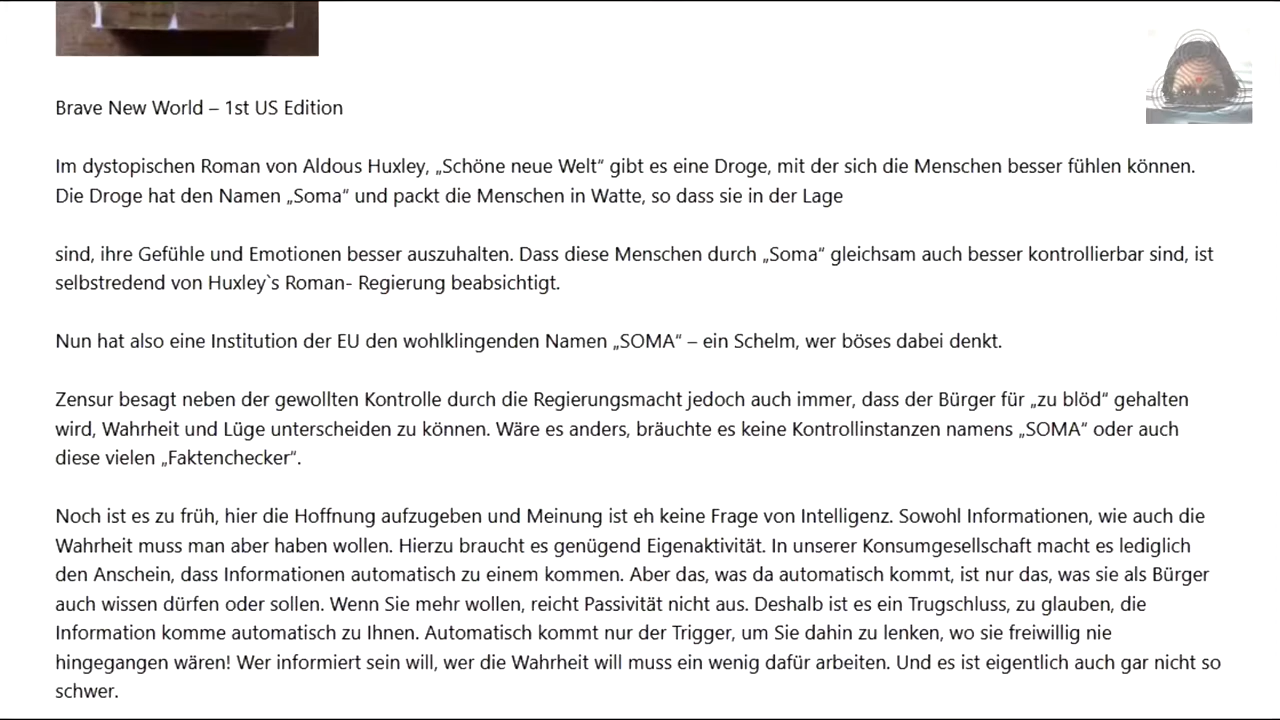 Brave New World – 1st US Edition
Im dystopischen Roman von Aldous Huxley, „Schöne neue Welt“ gibt es eine Droge, mit der sich die Menschen besser fühlen können.
Die Droge hat den Namen „Soma“ und packt die Menschen in Watte, so dass sie in der Lage
sind, ihre Gefühle und Emotionen besser auszuhalten. Dass diese Menschen durch „Soma“ gleichsam auch besser kontrollierbar sind, ist
selbstredend von Huxley`s Roman- Regierung beabsichtigt.
Nun hat also eine Institution der EU den wohlklingenden Namen „SOMA“ – ein Schelm, wer böses dabei denkt.
Zensur besagt neben der gewollten Kontrolle durch die Regierungsmacht jedoch auch immer, dass der Bürger für „zu blöd“ gehalten
wird, Wahrheit und Lüge unterscheiden zu können. Wäre es anders, bräuchte es keine Kontrollinstanzen namens „SOMA“ oder auch
diese vielen „Faktenchecker“.
Noch ist es zu früh, hier die Hoffnung aufzugeben und Meinung ist eh keine Frage von Intelligenz. Sowohl Informationen, wie auch die
Wahrheit muss man aber haben wollen. Hierzu braucht es genügend Eigenaktivität. In unserer Konsumgesellschaft macht es lediglich
den Anschein, dass Informationen automatisch zu einem kommen. Aber das, was da automatisch kommt, ist nur das, was sie als Bürger
auch wissen dürfen oder sollen. Wenn Sie mehr wollen, reicht Passivität nicht aus. Deshalb ist es ein Trugschluss, zu glauben, die
Information komme automatisch zu Ihnen. Automatisch kommt nur der Trigger, um Sie dahin zu lenken, wo sie freiwillig nie
hingegangen wären! Wer informiert sein will, wer die Wahrheit will muss ein wenig dafür arbeiten. Und es ist eigentlich auch gar nicht so
schwer.